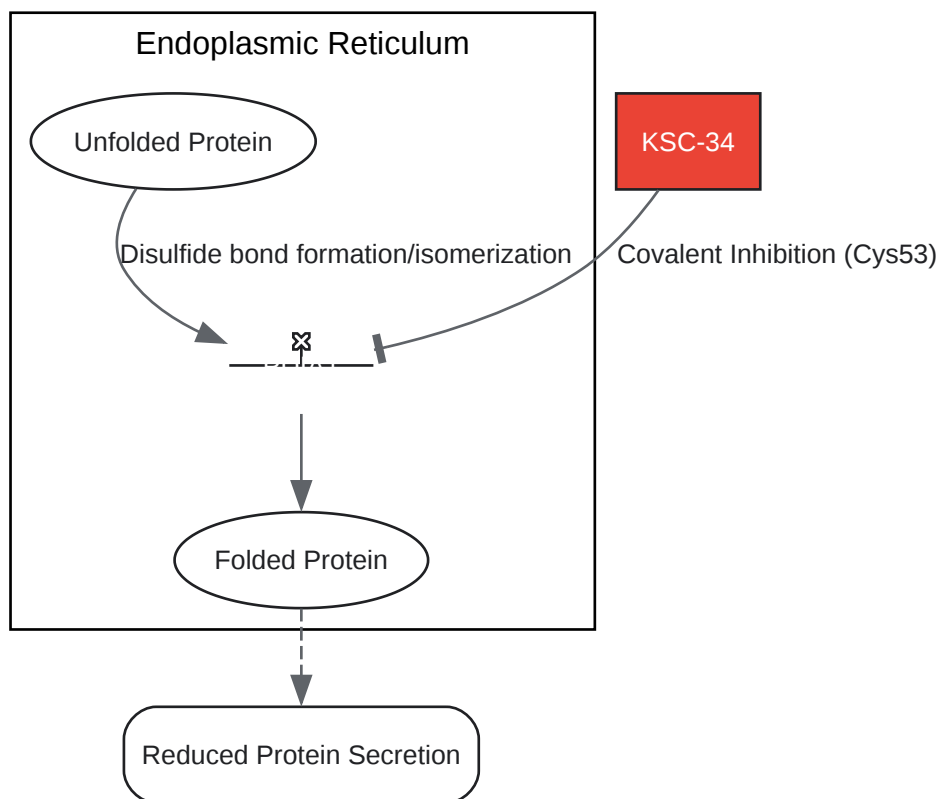 Endoplasmic Reticulum
Unfolded Protein
KSC-34
Disulfide bond formation/isomerization
Covalent Inhibition (Cys53)
Folded Protein
Reduced Protein Secretion